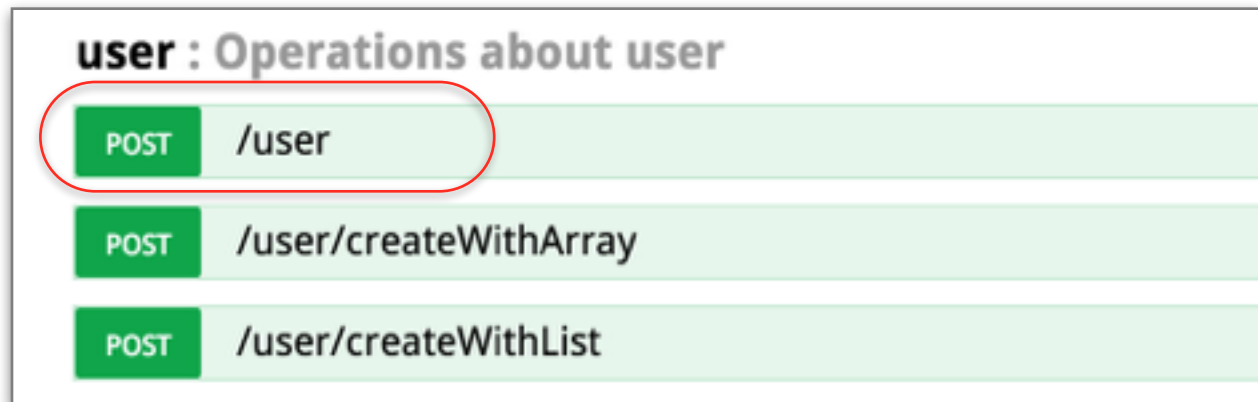 user : Operations about user
POST /user
POST /user/createWithArray
POST /user/createWithList